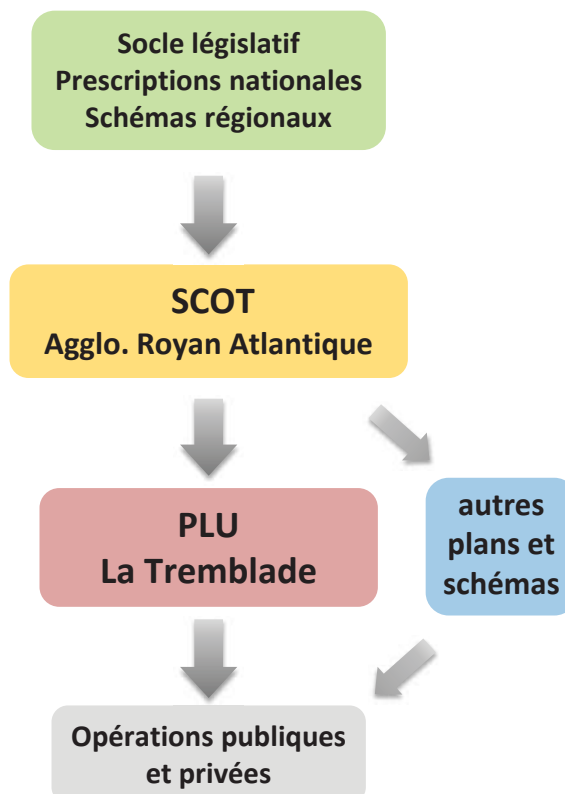 Socle législatif
Prescriptions nationales
Schémas régionaux
SCOT
Agglo. Royan Atlantique
PLU
La Tremblade
autres
plans et
schémas
Opérations publiques
et privées